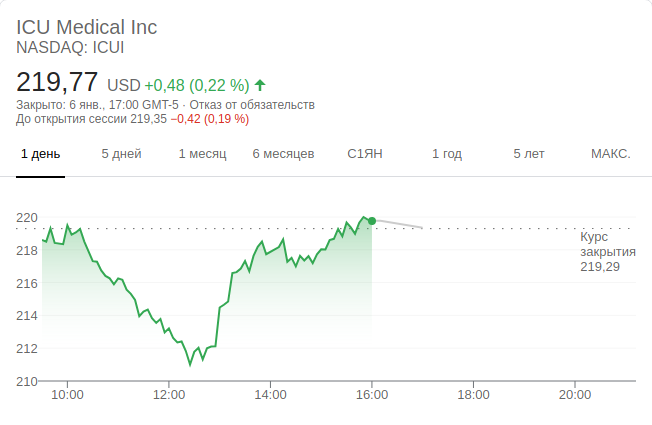 ICU Medical Inc
NASDAQ: ICUI
219,77 USD +0,48 (0,22 %)
Закрыто: 6 янв., 17:00 GMT-5 · Отказ от обязательств
До открытия сессии 219,35 −0,42 (0,19 %)
1 день 5 дней 1 месяц 6 месяцев С1ЯН 1 год 5 лет МАКС.
220
Курс
закрытия
219,29
218
216
214
212
210
10:00 12:00 14:00 16:00 18:00 20:00